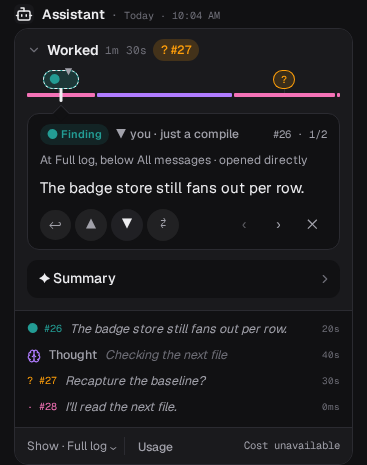 Assistant · Today · 10:04 AM
Worked 1m 30s ? #27
?
Finding ▼ you · just a compile #26 · 1/2
At Full log, below All messages · opened directly
The badge store still fans out per row.
Summary
#26 The badge store still fans out per row. 20s
Thought Checking the next file 40s
? #27 Recapture the baseline? 30s
· #28 I'll read the next file. 0ms
Show · Full log Usage Cost unavailable